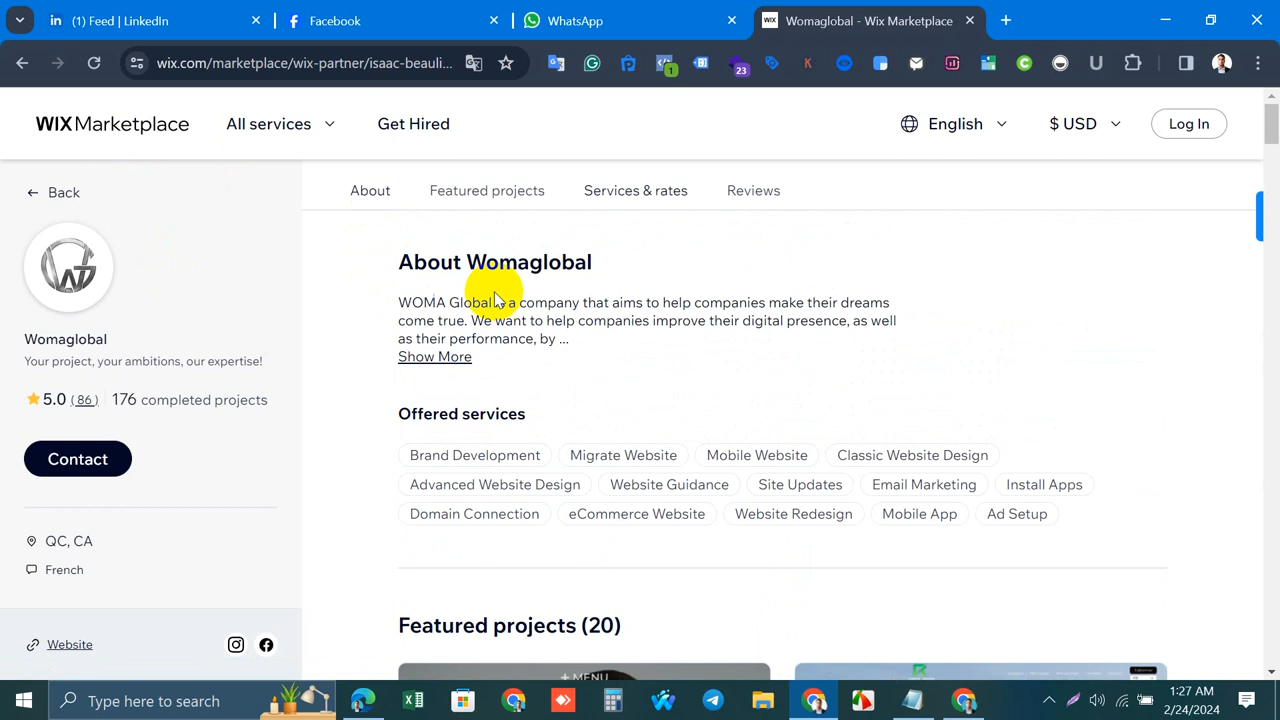 (1) Feed | LinkedIn
Facebook
WhatsApp
WIX
Womaglobal - Wix Marketplace
wix.com/marketplace/wix-partner/isaac-beauli...
1
23
WIX Marketplace
All services
Get Hired
English
$ USD
Log In
Back
About
Featured projects
Services & rates
Reviews
Womaglobal
Your project, your ambitions, our expertise!
5.0 (86) 176 completed projects
Contact
QC, CA
French
Website
About Womaglobal
WOMA Global a company that aims to help companies make their dreams
come true. We want to help companies improve their digital presence, as well
as their performance, by ...
Show More
Offered services
Brand Development
Migrate Website
Mobile Website
Classic Website Design
Advanced Website Design
Website Guidance
Site Updates
Email Marketing
Install Apps
Domain Connection
eCommerce Website
Website Redesign
Mobile App
Ad Setup
Featured projects (20)
+ MENU
Type here to search
1:27 AM
2/24/2024